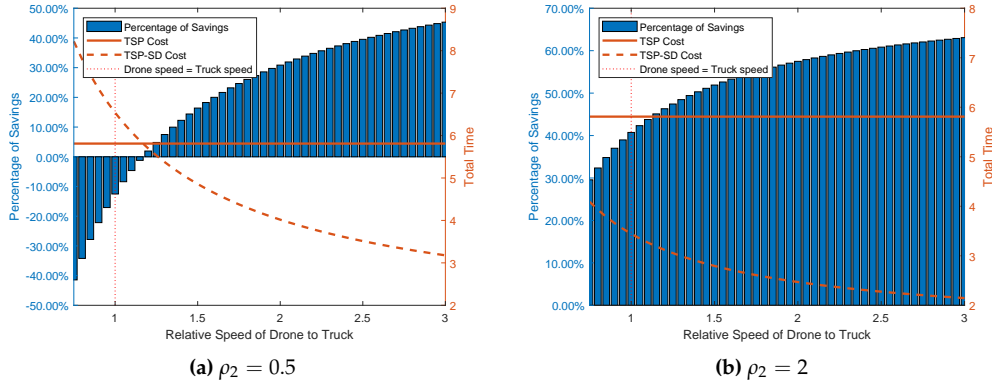 50.00%
40.00%
30.00%
20.00%
10.00%
0.00%
-10.00%
-20.00%
-30.00%
-40.00%
-50.00%
Percentage of Savings
Percentage of Savings
TSP Cost
TSP-SD Cost
Drone speed = Truck speed
9
8
7
6
5
4
3
2
Total Time
1
1.5
2
2.5
3
Relative Speed of Drone to Truck
(a) ρ₂ = 0.5
70.00%
60.00%
50.00%
40.00%
30.00%
20.00%
10.00%
0.00%
Percentage of Savings
Percentage of Savings
TSP Cost
TSP-SD Cost
Drone speed = Truck speed
8
7
6
5
4
3
2
Total Time
1
1.5
2
2.5
3
Relative Speed of Drone to Truck
(b) ρ₂ = 2